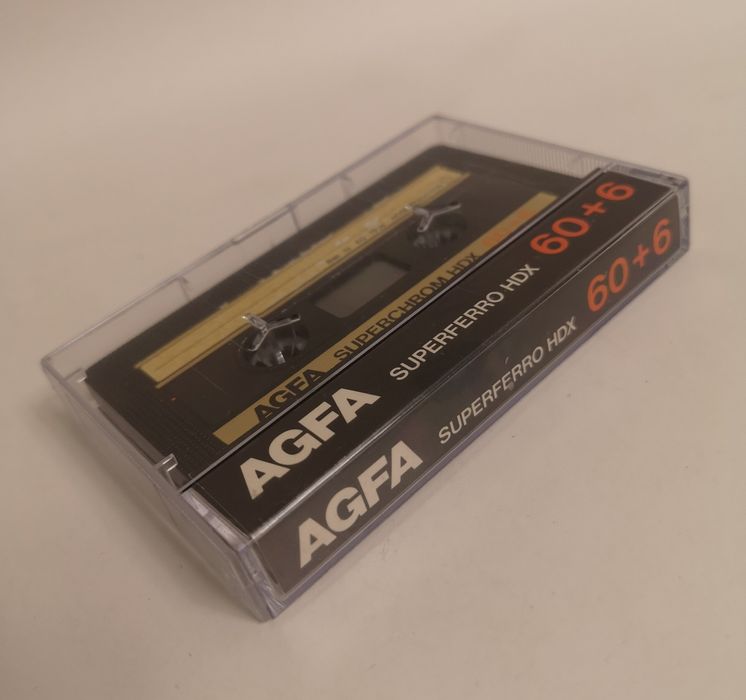 AGFA SUPERCHROM HDX
AGFA SUPERFERRO HDX 60+6
AGFA SUPERFERRO HDX 60+6